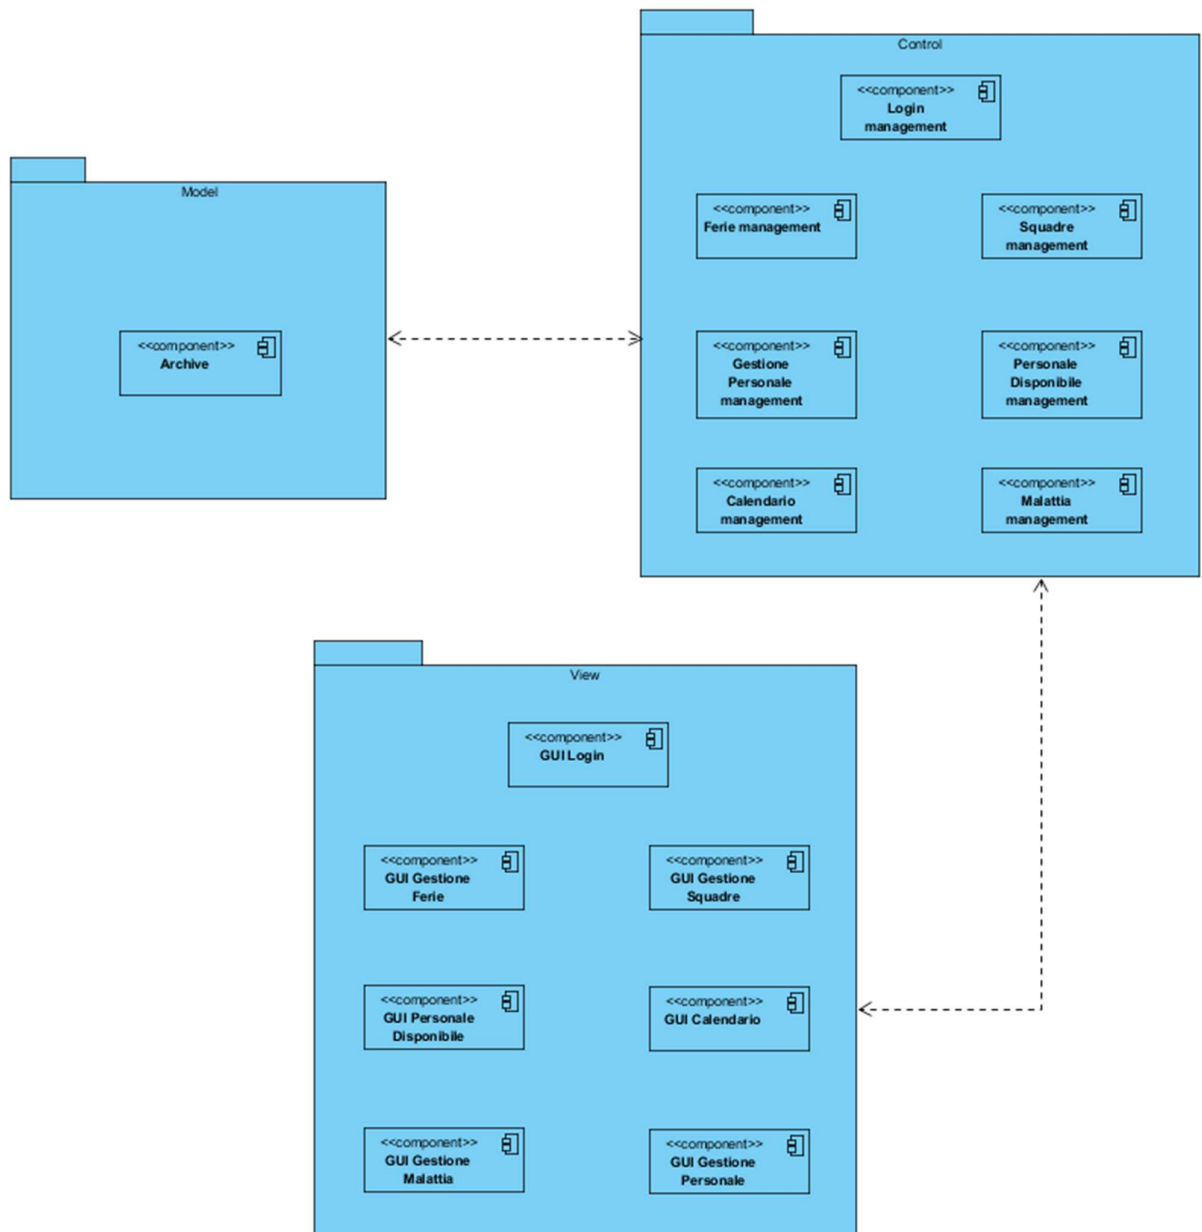 Control
<<component>>
Login
management
Model
<<component>>
Ferie management
<<component>>
Squadre
management
<<component>>
Archive
<<component>>
Gestione
Personale
management
<<component>>
Personale
Disponibile
management
<<component>>
Calendario
management
<<component>>
Malattia
management
View
<<component>>
GUI Login
<<component>>
GUI Gestione
Ferie
<<component>>
GUI Gestione
Squadre
<<component>>
GUI Personale
Disponibile
<<component>>
GUI Calendario
<<component>>
GUI Gestione
Malattia
<<component>>
GUI Gestione
Personale